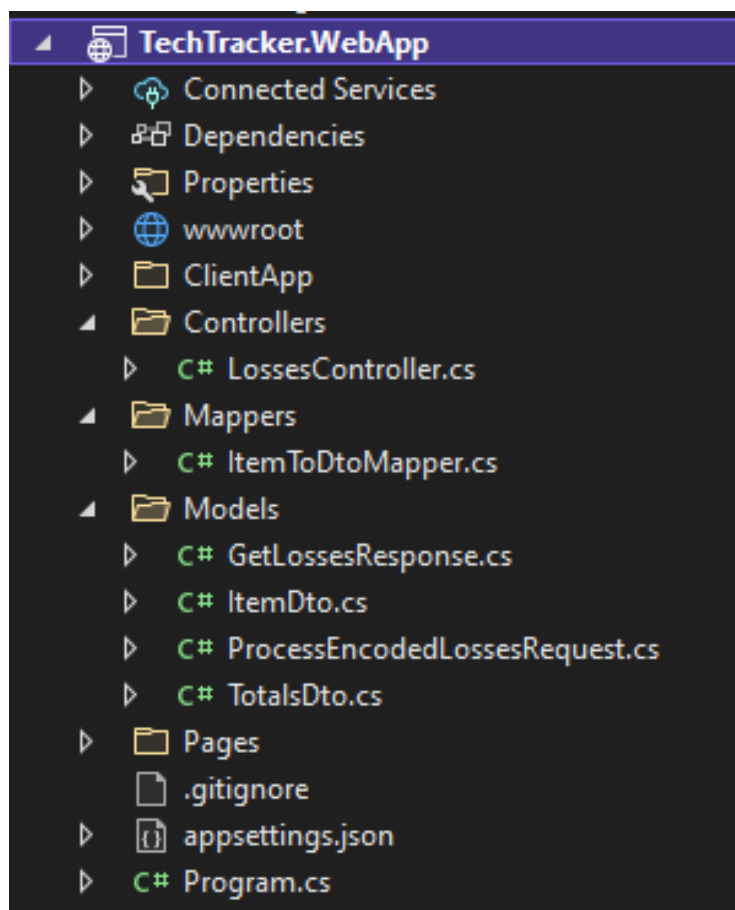 TechTracker.WebApp
Connected Services
Dependencies
Properties
wwwroot
ClientApp
Controllers
C# LossesController.cs
Mappers
C# ItemToDtoMapper.cs
Models
C# GetLossesResponse.cs
C# ItemDto.cs
C# ProcessEncodedLossesRequest.cs
C# TotalsDto.cs
Pages
.gitignore
appsettings.json
C# Program.cs